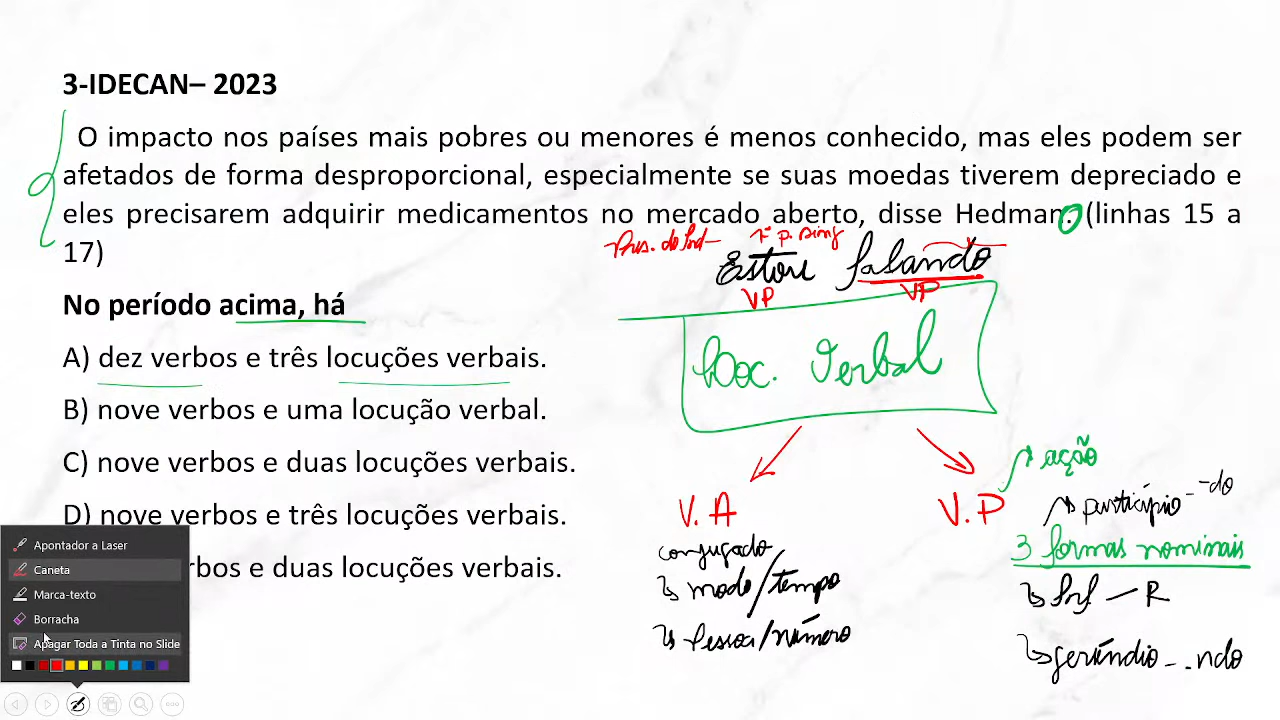 3-IDECAN– 2023
O impacto nos países mais pobres ou menores é menos conhecido, mas eles podem ser
afetados de forma desproporcional, especialmente se suas moedas tiverem depreciado e
eles precisarem adquirir medicamentos no mercado aberto, disse Hedman. (linhas 15 a
17)
Pres. do Ind 1ª p. sing
Estou falando
VP VP
No período acima, há
A) dez verbos e três locuções verbais.
B) nove verbos e uma locução verbal.
C) nove verbos e duas locuções verbais.
D) nove verbos e três locuções verbais.
rbos e duas locuções verbais.
Loc. Verbal
V. A
conjugado
modo/tempo
Pessoa/número
V. P
ação
particípio - -do
3 formas nominais
Inf — R
gerúndio - .. ndo
Apontador a Laser
Caneta
Marca-texto
Borracha
Apagar Toda a Tinta no Slide